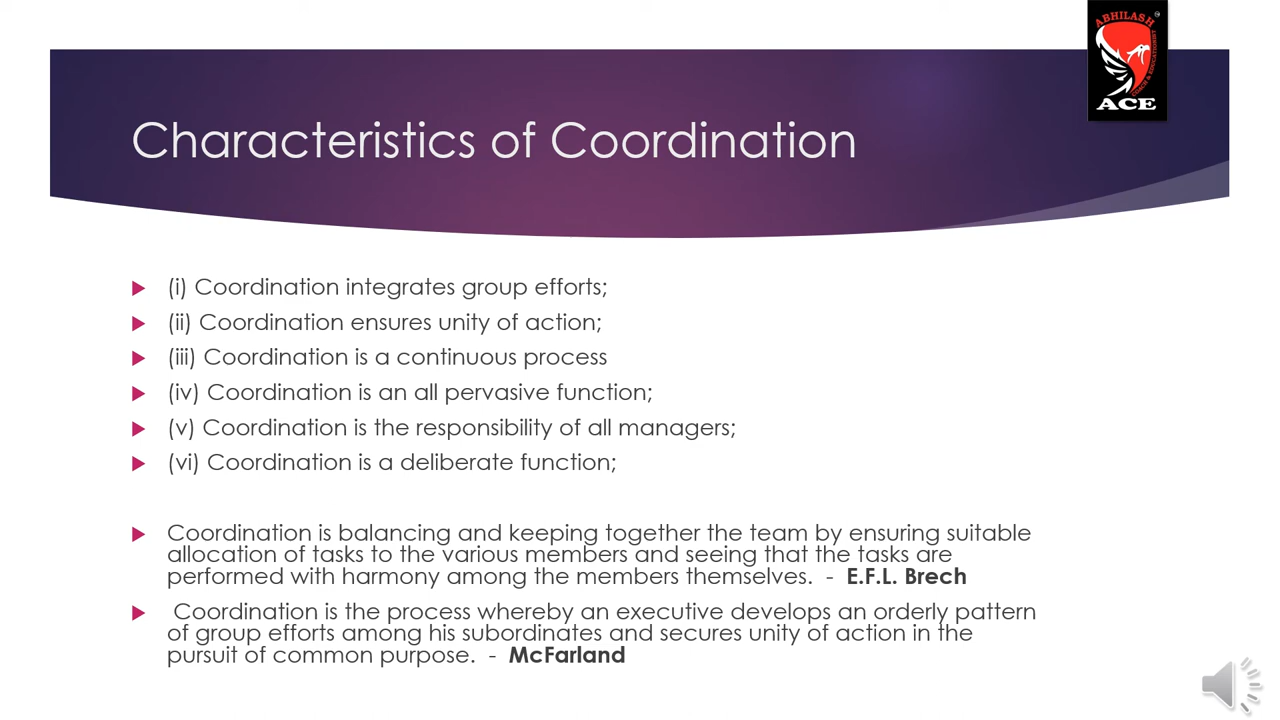 ABHILASH
COACH & EDUCATIONIST
ACE
Characteristics of Coordination
(i) Coordination integrates group efforts;
(ii) Coordination ensures unity of action;
(iii) Coordination is a continuous process
(iv) Coordination is an all pervasive function;
(v) Coordination is the responsibility of all managers;
(vi) Coordination is a deliberate function;
Coordination is balancing and keeping together the team by ensuring suitable
allocation of tasks to the various members and seeing that the tasks are
performed with harmony among the members themselves. - E.F.L. Brech
Coordination is the process whereby an executive develops an orderly pattern
of group efforts among his subordinates and secures unity of action in the
pursuit of common purpose. - McFarland